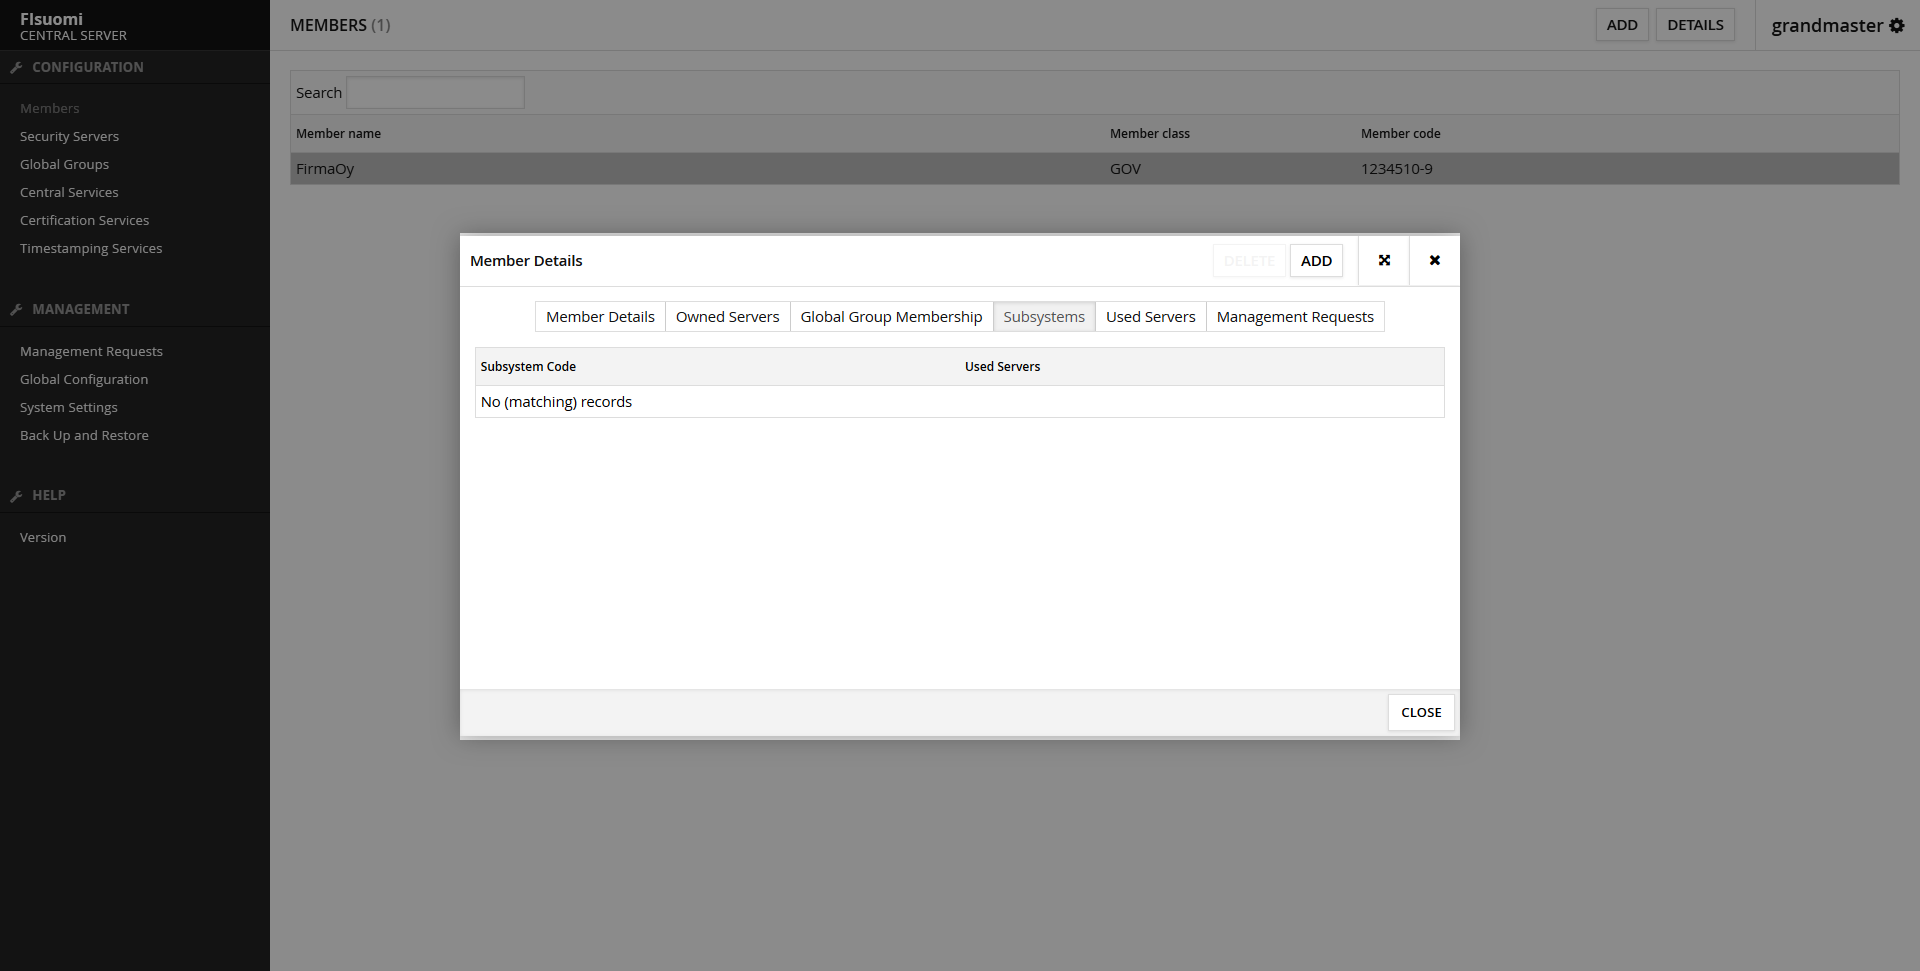 FIsuomi
CENTRAL SERVER
CONFIGURATION
Members
Security Servers
Global Groups
Central Services
Certification Services
Timestamping Services
MANAGEMENT
Management Requests
Global Configuration
System Settings
Back Up and Restore
HELP
Version
MEMBERS (1)
ADD DETAILS grandmaster
Search
Member name Member class Member code
FirmaOy GOV 1234510-9
Member Details DELETE ADD
Member Details Owned Servers Global Group Membership Subsystems Used Servers Management Requests
Subsystem Code Used Servers
No (matching) records
CLOSE